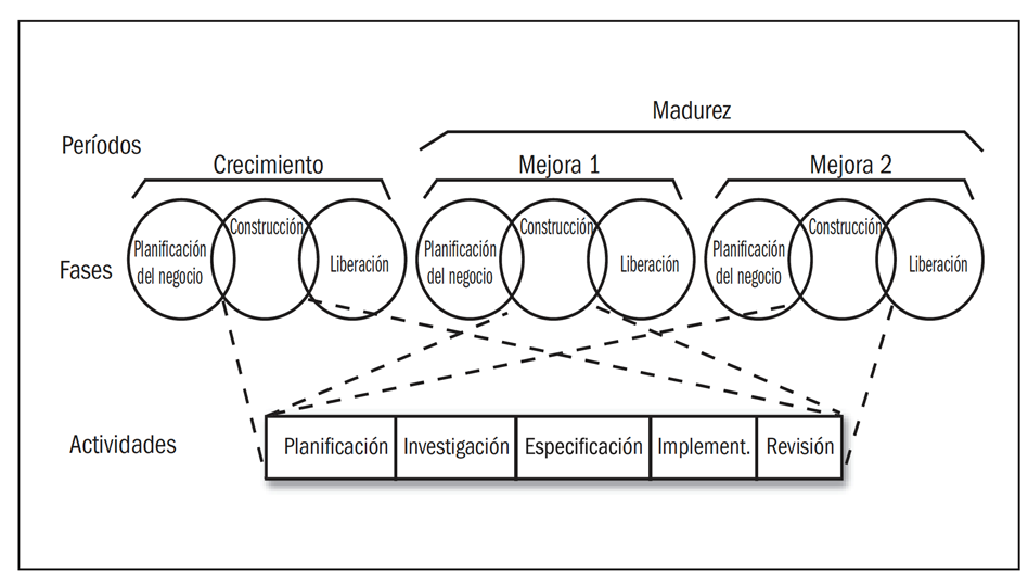 Madurez
Períodos
Crecimiento
Mejora 1
Mejora 2
Fases
Planificación
del negocio
Construcción
Liberación
Planificación
del negocio
Construcción
Liberación
Planificación
del negocio
Construcción
Liberación
Actividades
Planificación
Investigación
Especificación
Implement.
Revisión